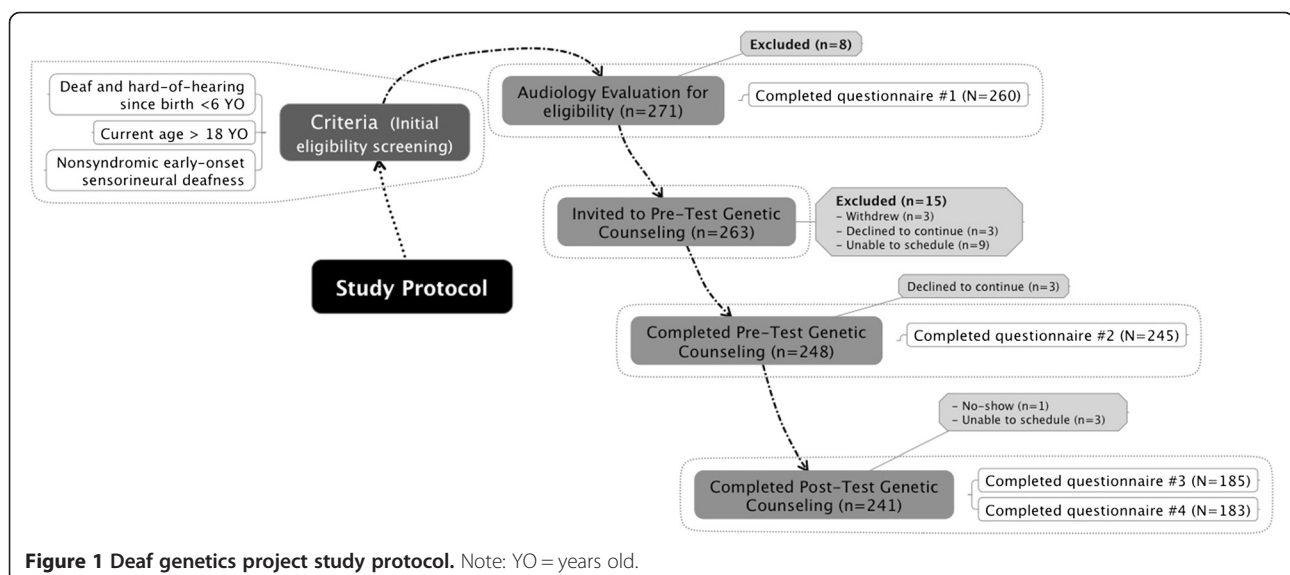 Deaf and hard-of-hearing
since birth <6 YO
Current age > 18 YO
Nonsyndromic early-onset
sensorineural deafness
Criteria (Initial
eligibility screening)
Study Protocol
Excluded (n=8)
Audiology Evaluation for
eligibility (n=271)
Completed questionnaire #1 (N=260)
Invited to Pre-Test Genetic
Counseling (n=263)
Excluded (n=15)
- Withdrew (n=3)
- Declined to continue (n=3)
- Unable to schedule (n=9)
Declined to continue (n=3)
Completed Pre-Test Genetic
Counseling (n=248)
Completed questionnaire #2 (N=245)
- No-show (n=1)
- Unable to schedule (n=3)
Completed Post-Test Genetic
Counseling (n=241)
Completed questionnaire #3 (N=185)
Completed questionnaire #4 (N=183)
Figure 1 Deaf genetics project study protocol. Note: YO = years old.